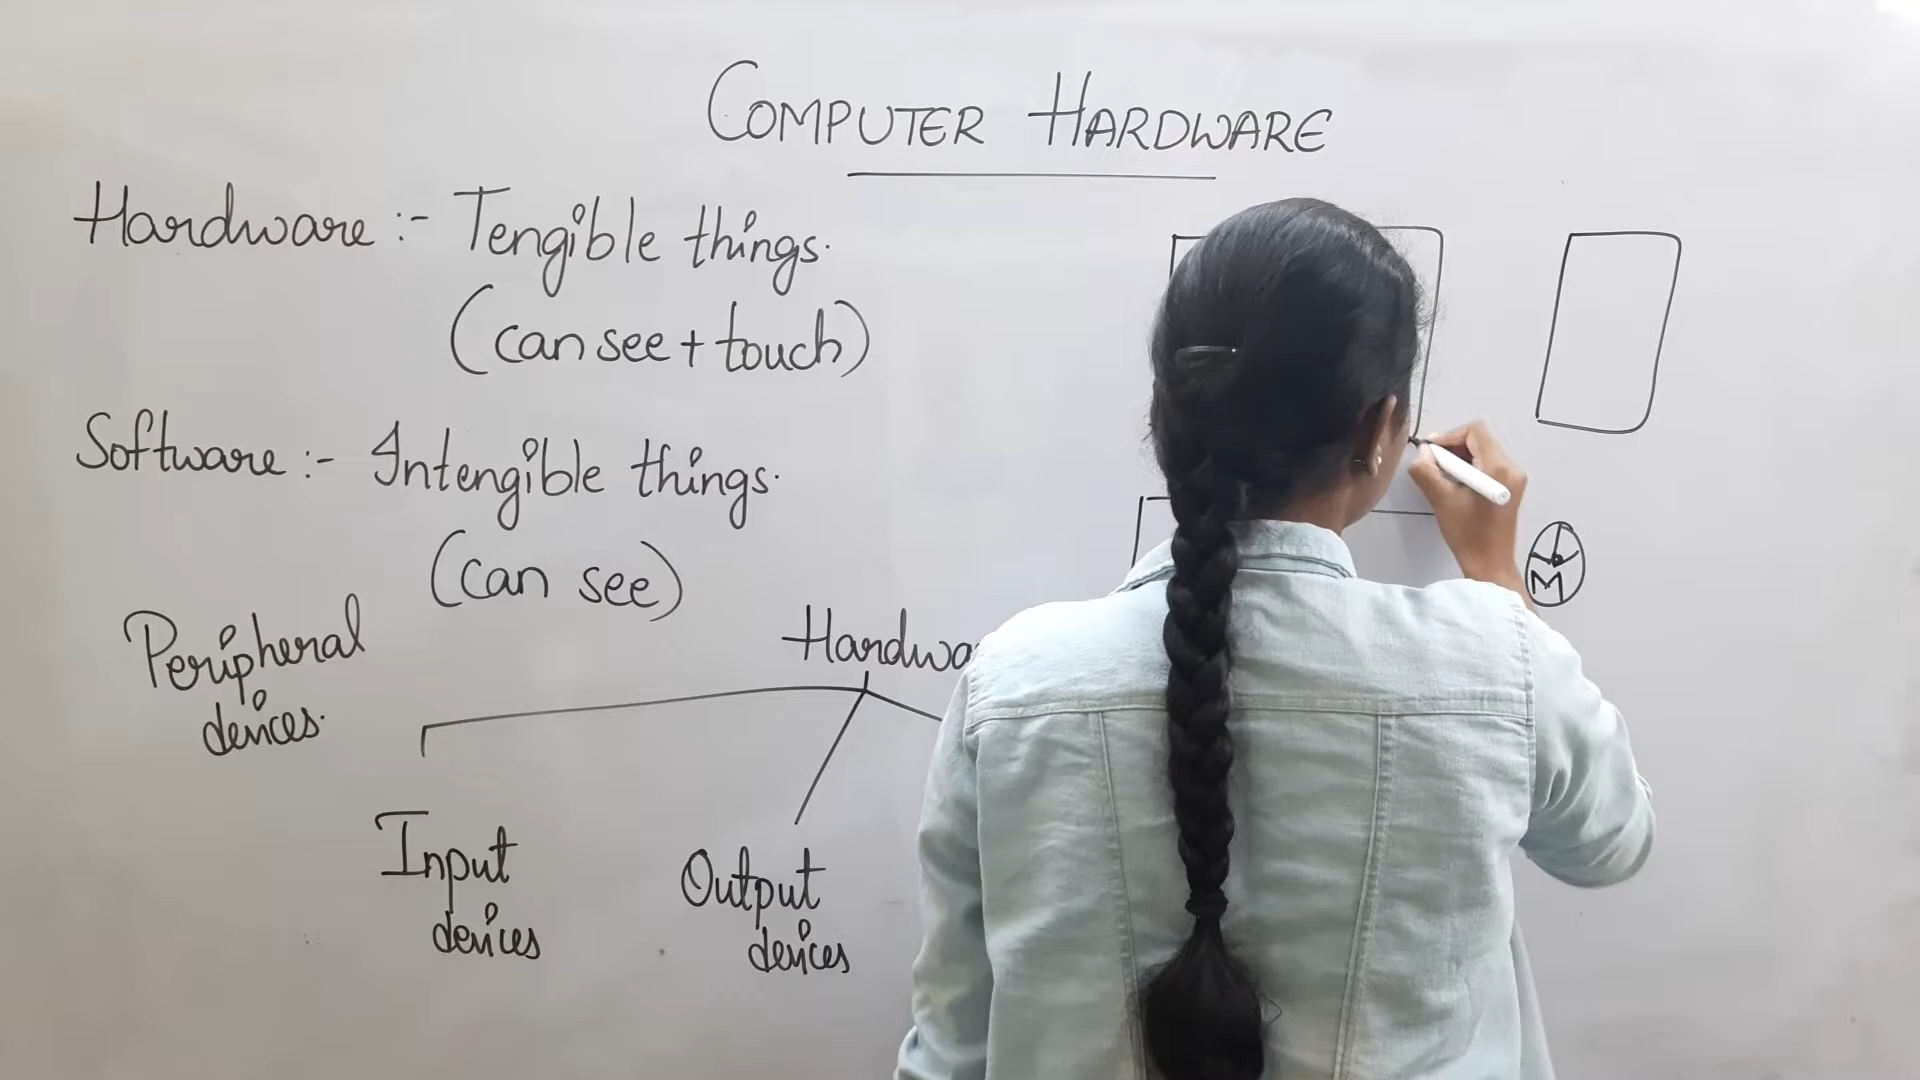 COMPUTER HARDWARE
Hardware :- Tengible things.
(can see + touch)
Software :- Intengible things.
(can see)
Peripheral
devices.
Hardwa
Input
devices
Output
devices
M